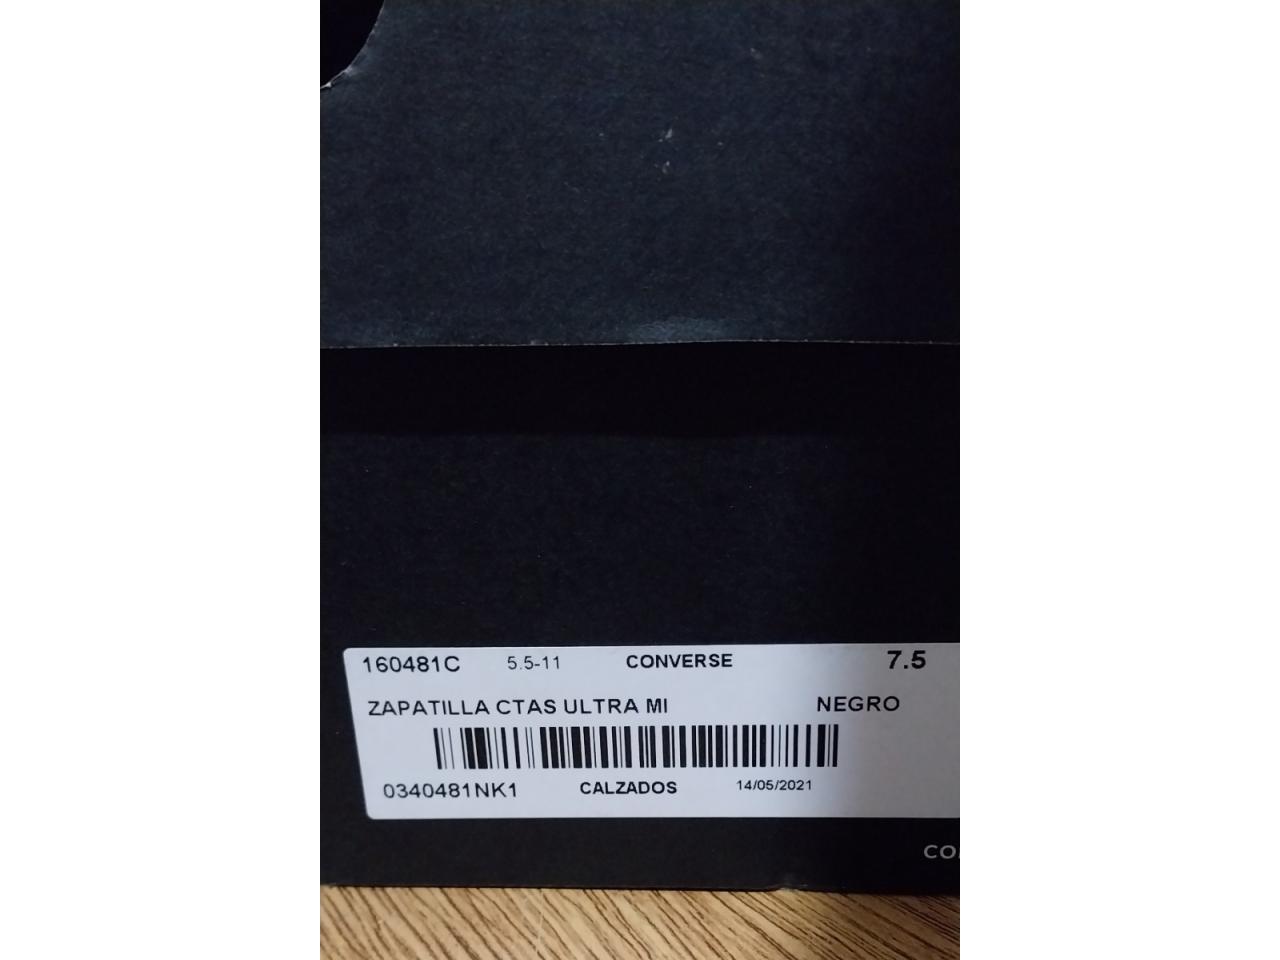 160481C 5.5-11 CONVERSE 7.5
ZAPATILLA CTAS ULTRA MI NEGRO
0340481NK1 CALZADOS 14/05/2021